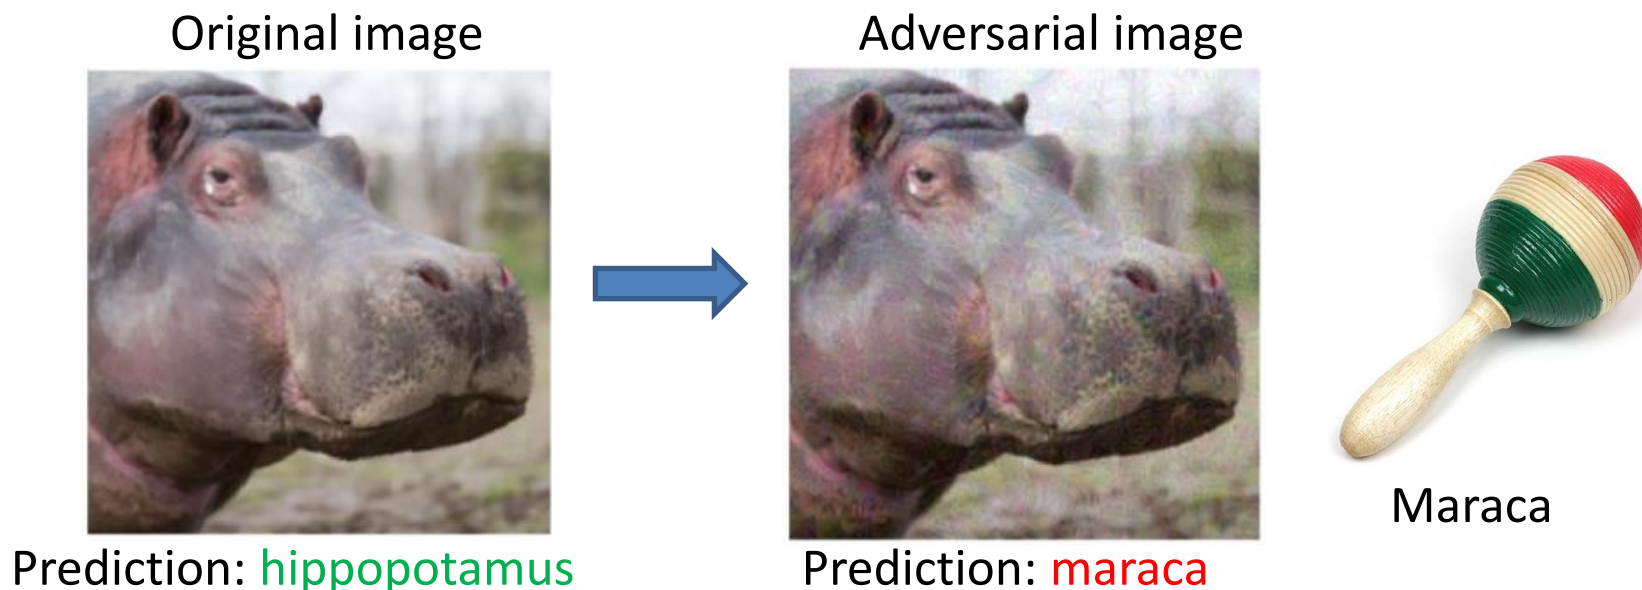 Original image
Adversarial image
Maraca
Prediction: hippopotamus
Prediction: maraca